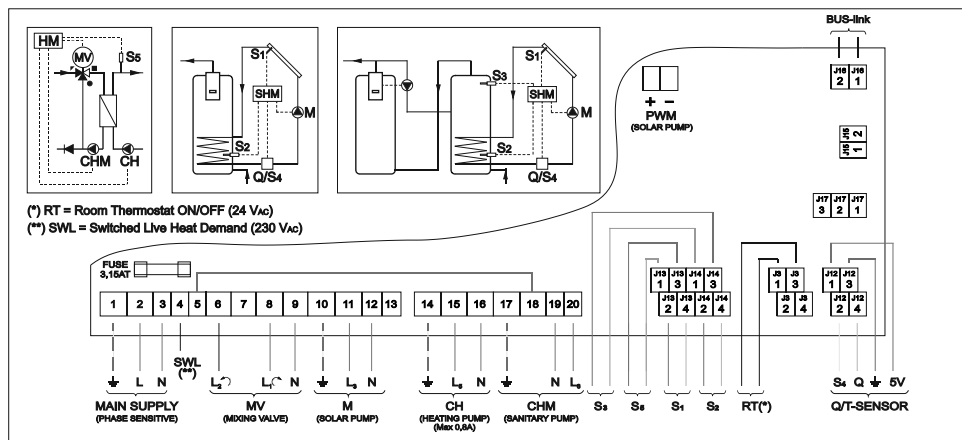 BUS-link
HM
MV
S5
CHM
CH
S1
SHM
M
S2
Q/S4
S1
S3
SHM
M
S2
Q/S4
+ −
PWM
(SOLAR PUMP)
J16 2
J16 1
J15 1
J15 2
J17 3
J17 2
J17 1
(*) RT = Room Thermostat ON/OFF (24 VAC)
(**) SWL = Switched Live Heat Demand (230 VAC)
FUSE
3,15AT
1 2 3 4 5 6 7 8 9 10 11 12 13
14 15 16 17 18 19 20
J13 1
J13 3
J14 1
J14 3
J13 2
J13 4
J14 2
J14 4
J3 1
J3 3
J3 2
J3 4
J12 1
J12 3
J12 2
J12 4
SWL
(**)
L N
L2 L1 N
L3 N
L5 N
N L6
S3 S5 S1 S2 RT(*)
S4 Q 5V
MAIN SUPPLY
(PHASE SENSITIVE)
MV
(MIXING VALVE)
M
(SOLAR PUMP)
CH
(HEATING PUMP)
(Max 0,8A)
CHM
(SANITARY PUMP)
Q/T-SENSOR